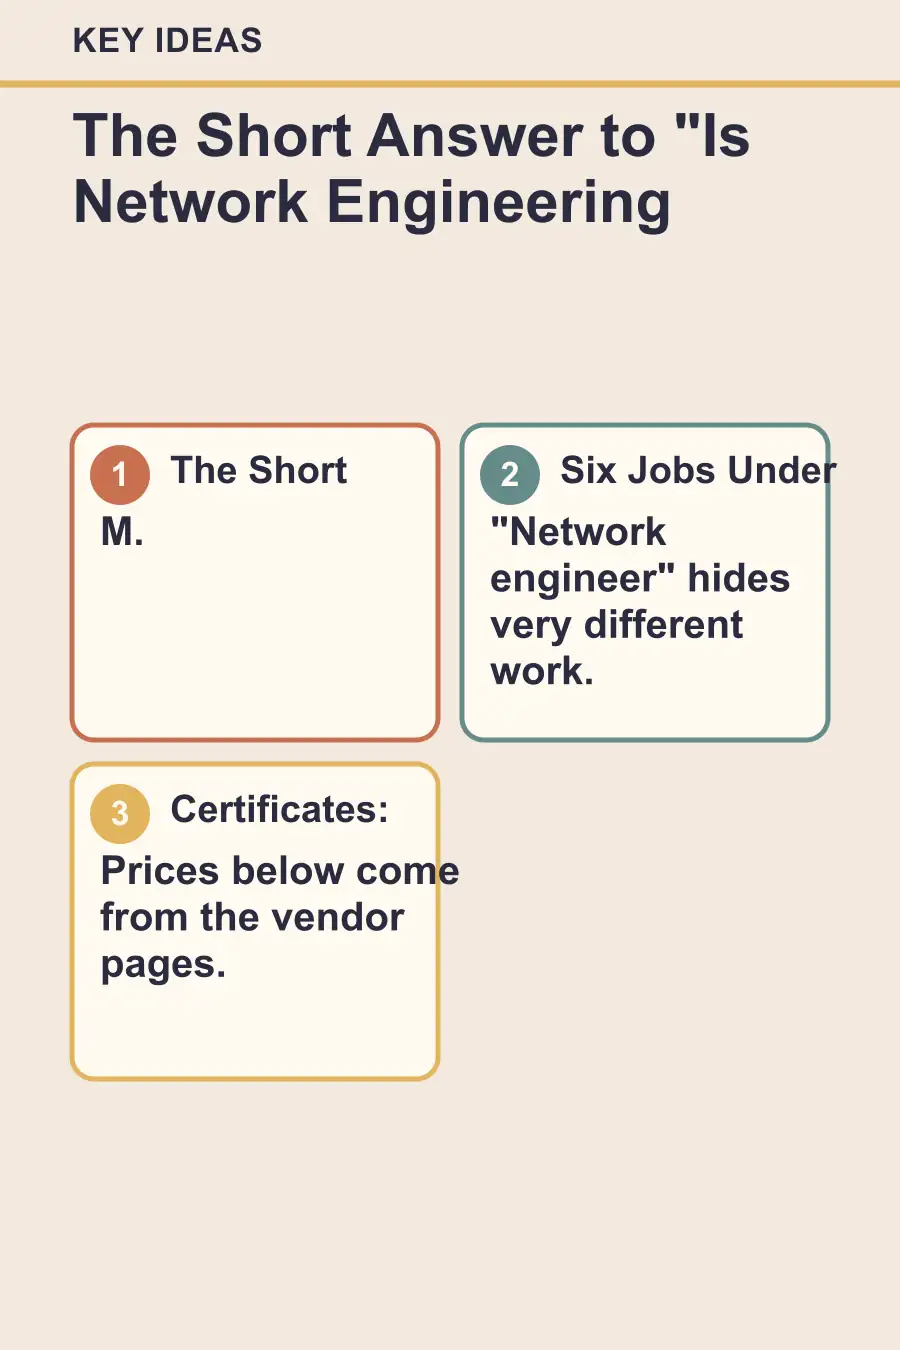 KEY IDEAS
The Short Answer to "Is
Network Engineering
1 The Short
M.
2 Six Jobs Under
"Network
engineer" hides
very different
work.
3 Certificates:
Prices below come
from the vendor
pages.